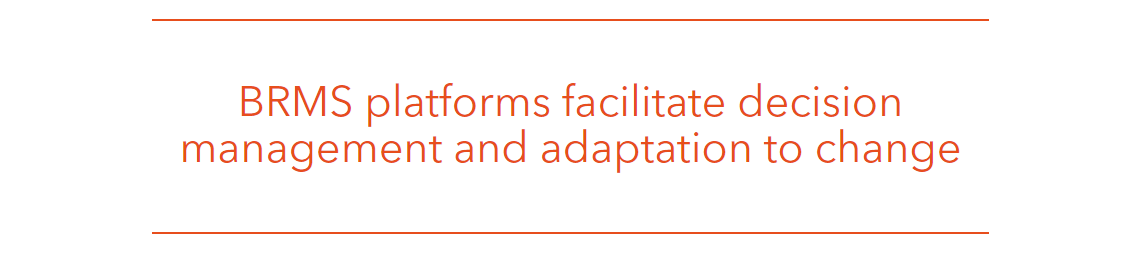 BRMS platforms facilitate decision
management and adaptation to change